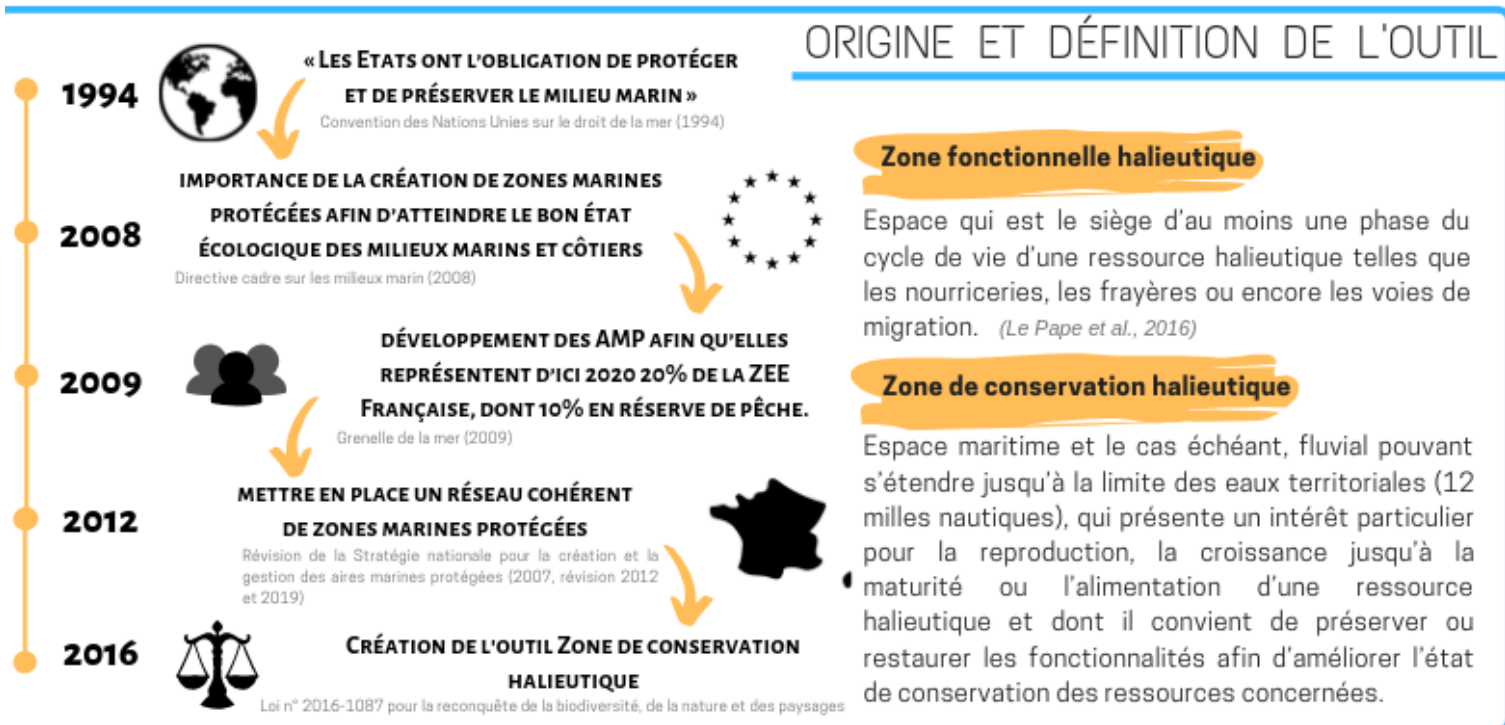 ORIGINE ET DÉFINITION DE L'OUTIL
1994
« LES ETATS ONT L'OBLIGATION DE PROTÉGER
ET DE PRÉSERVER LE MILIEU MARIN »
Convention des Nations Unies sur le droit de la mer (1994)
2008
IMPORTANCE DE LA CRÉATION DE ZONES MARINES
PROTÉGÉES AFIN D'ATTEINDRE LE BON ÉTAT
ÉCOLOGIQUE DES MILIEUX MARINS ET CÔTIERS
Directive cadre sur les milieux marin (2008)
2009
DÉVELOPPEMENT DES AMP AFIN QU'ELLES
REPRÉSENTENT D'ICI 2020 20% DE LA ZEE
FRANÇAISE, DONT 10% EN RÉSERVE DE PÊCHE.
Grenelle de la mer (2009)
2012
METTRE EN PLACE UN RÉSEAU COHÉRENT
DE ZONES MARINES PROTÉGÉES
Révision de la Stratégie nationale pour la création et la
gestion des aires marines protégées (2007, révision 2012
et 2019)
2016
CRÉATION DE L'OUTIL ZONE DE CONSERVATION
HALIEUTIQUE
Loi n° 2016-1087 pour la reconquête de la biodiversité, de la nature et des paysages
Zone fonctionnelle halieutique
Espace qui est le siège d'au moins une phase du
cycle de vie d'une ressource halieutique telles que
les nourriceries, les frayères ou encore les voies de
migration. (Le Pape et al., 2016)
Zone de conservation halieutique
Espace maritime et le cas échéant, fluvial pouvant
s'étendre jusqu'à la limite des eaux territoriales (12
milles nautiques), qui présente un intérêt particulier
pour la reproduction, la croissance jusqu'à la
maturité ou l'alimentation d'une ressource
halieutique et dont il convient de préserver ou
restaurer les fonctionnalités afin d'améliorer l'état
de conservation des ressources concernées.